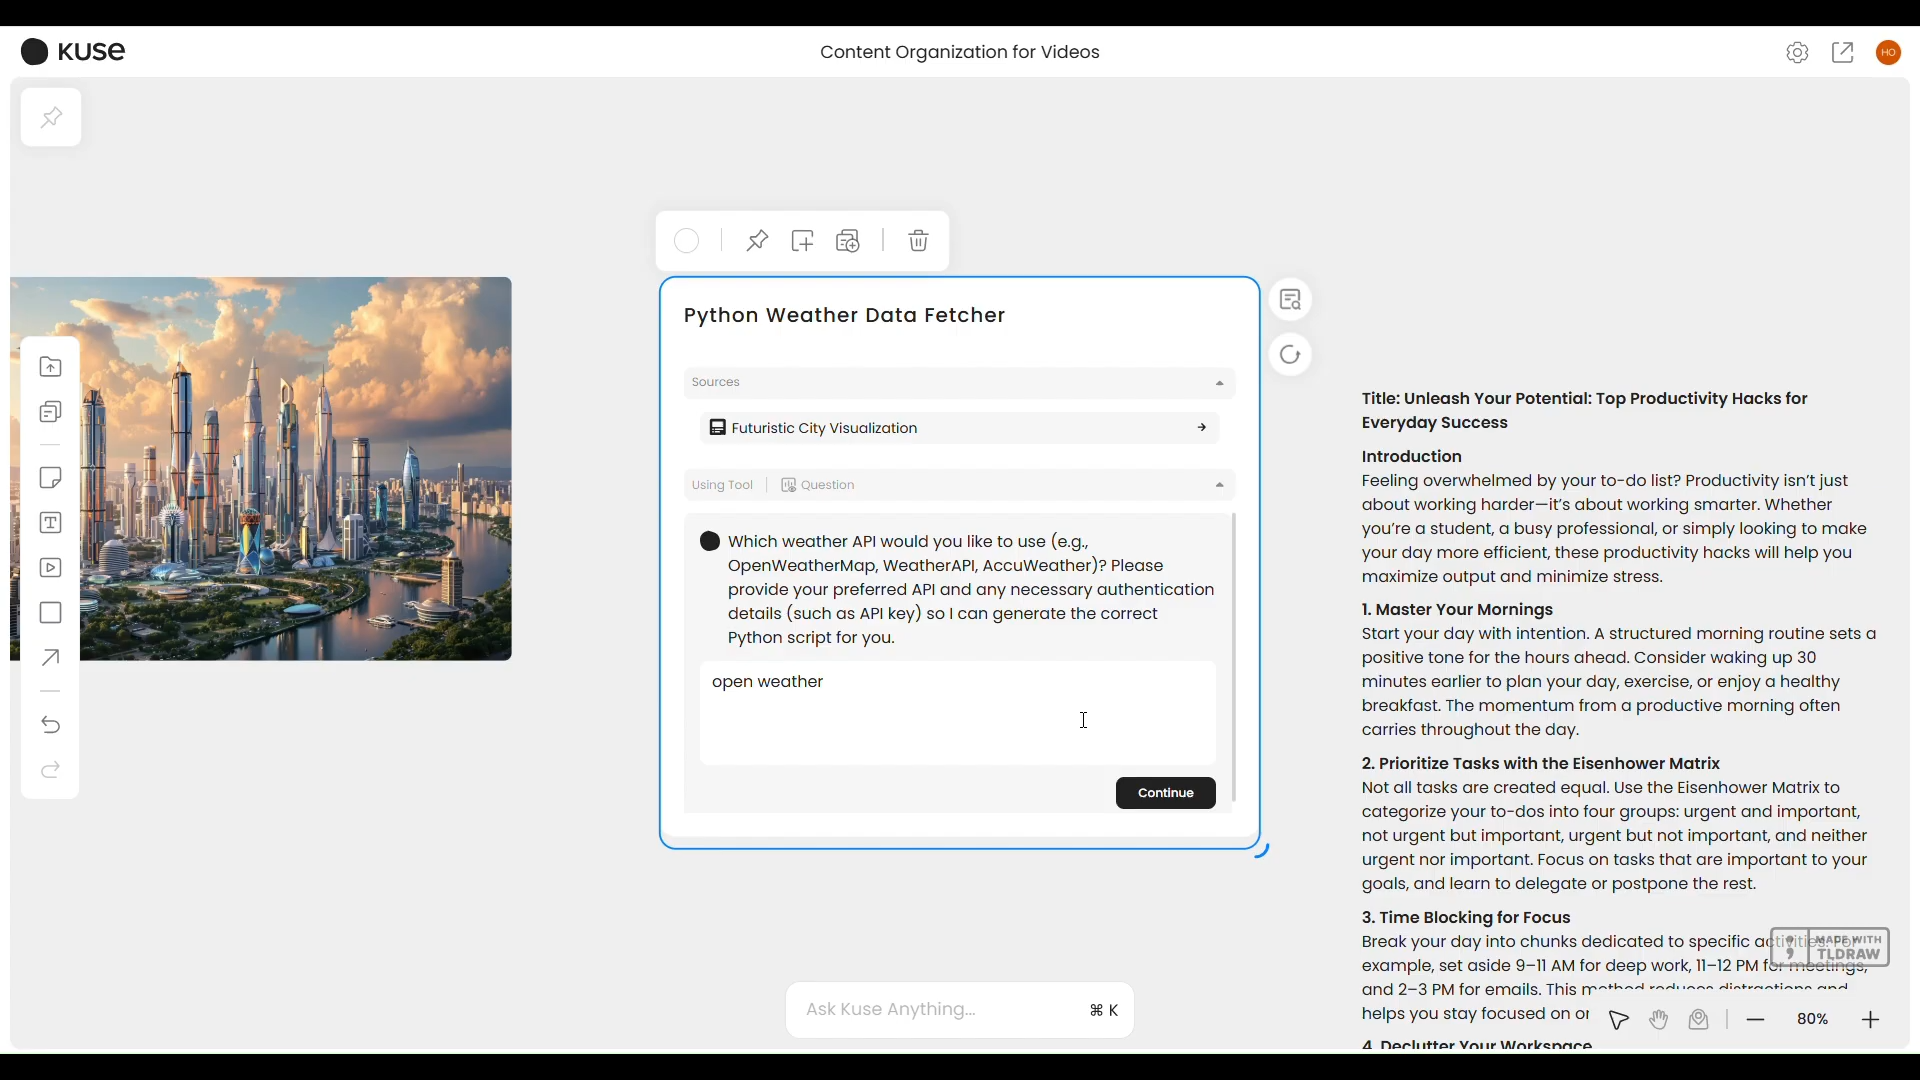 KUSE
Content Organization for Videos
HO
Python Weather Data Fetcher
Sources
Futuristic City Visualization
Using Tool
Question
Which weather API would you like to use (e.g.,
OpenWeatherMap, WeatherAPI, AccuWeather)? Please
provide your preferred API and any necessary authentication
details (such as API key) so I can generate the correct
Python script for you.
open weather
Continue
Title: Unleash Your Potential: Top Productivity Hacks for
Everyday Success
Introduction
Feeling overwhelmed by your to-do list? Productivity isn't just
about working harder—it's about working smarter. Whether
you're a student, a busy professional, or simply looking to make
your day more efficient, these productivity hacks will help you
maximize output and minimize stress.
1. Master Your Mornings
Start your day with intention. A structured morning routine sets a
positive tone for the hours ahead. Consider waking up 30
minutes earlier to plan your day, exercise, or enjoy a healthy
breakfast. The momentum from a productive morning often
carries throughout the day.
2. Prioritize Tasks with the Eisenhower Matrix
Not all tasks are created equal. Use the Eisenhower Matrix to
categorize your to-dos into four groups: urgent and important,
not urgent but important, urgent but not important, and neither
urgent nor important. Focus on tasks that are important to your
goals, and learn to delegate or postpone the rest.
3. Time Blocking for Focus
Break your day into chunks dedicated to specific activities. For
example, set aside 9–11 AM for deep work, 11–12 PM for meetings,
and 2–3 PM for emails. This method reduces distractions and
helps you stay focused on
4. Declutter Your Workspace
MADE WITH
TLDRAW
Ask Kuse Anything...
⌘ K
80%